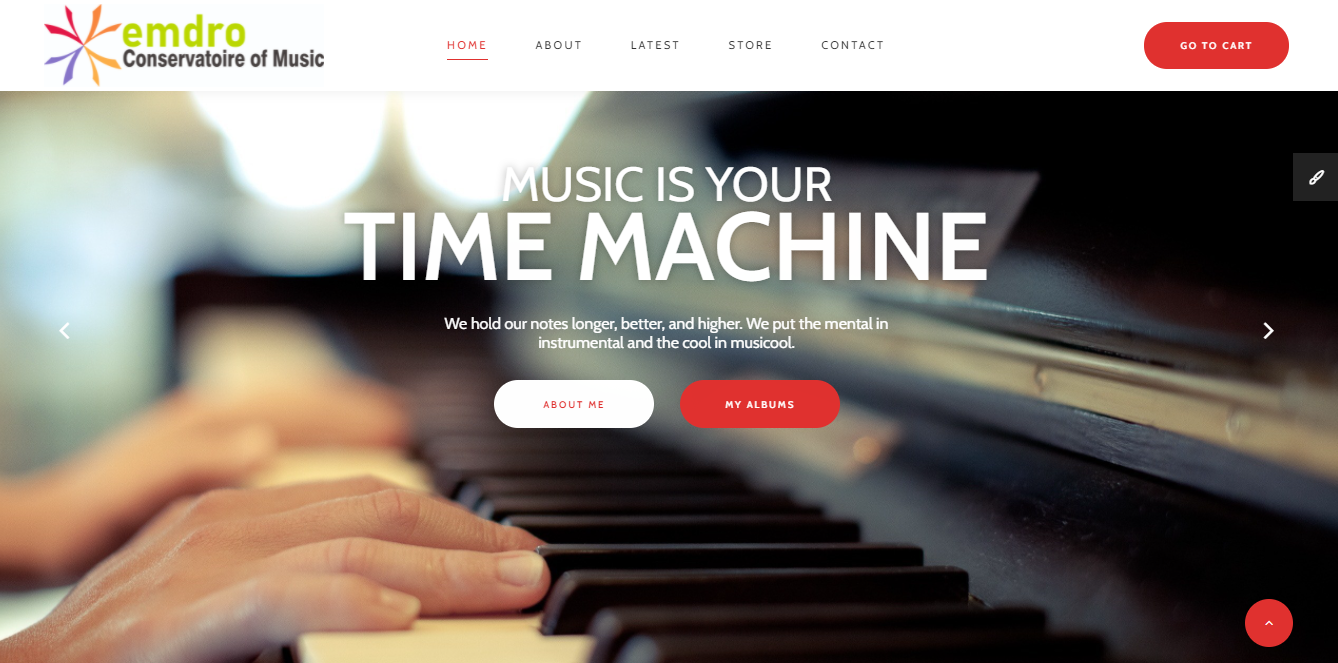 emdro
Conservatoire of Music
HOME
ABOUT
LATEST
STORE
CONTACT
GO TO CART
MUSIC IS YOUR
TIME MACHINE
We hold our notes longer, better, and higher. We put the mental in
instrumental and the cool in musicool.
ABOUT ME
MY ALBUMS